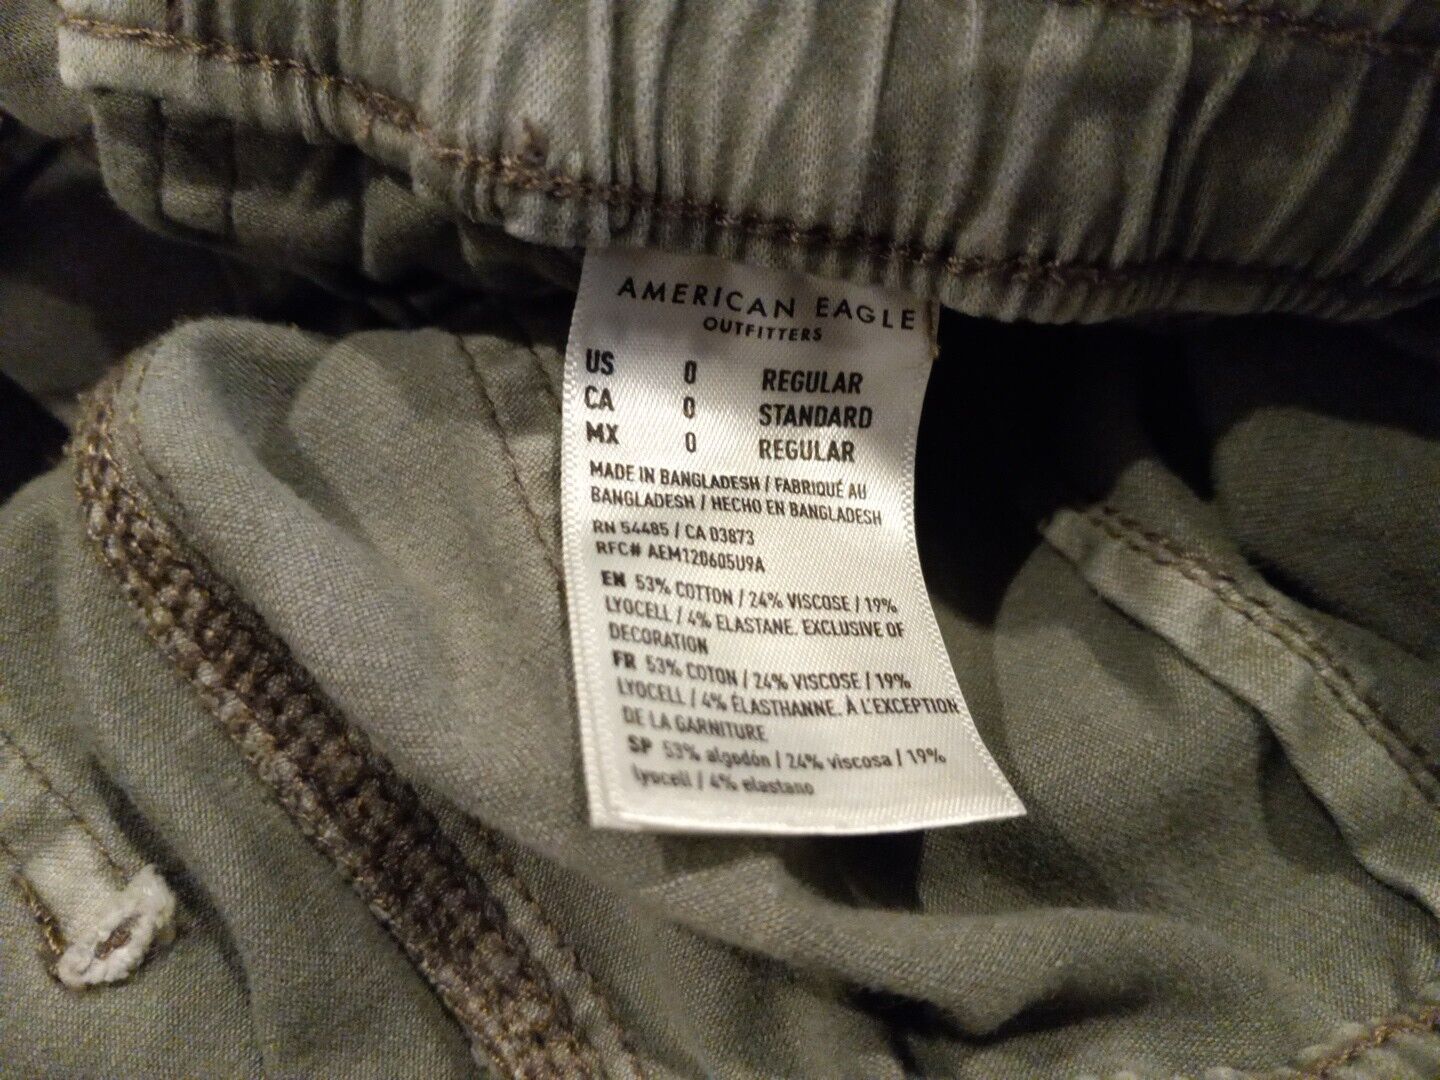 AMERICAN EAGLE
OUTFITTERS
US 0 REGULAR
CA 0 STANDARD
MX 0 REGULAR
MADE IN BANGLADESH / FABRIQUÉ AU
BANGLADESH / HECHO EN BANGLADESH
RN 54485 / CA 03873
RFC# AEM120605U9A
EN 53% COTTON / 24% VISCOSE / 19%
LYOCELL / 4% ELASTANE. EXCLUSIVE OF
DECORATION
FR 53% COTON / 24% VISCOSE / 19%
LYOCELL / 4% ÉLASTHANNE. À L'EXCEPTION
DE LA GARNITURE
SP 53% algodón / 24% viscosa / 19%
lyocell / 4% elastano